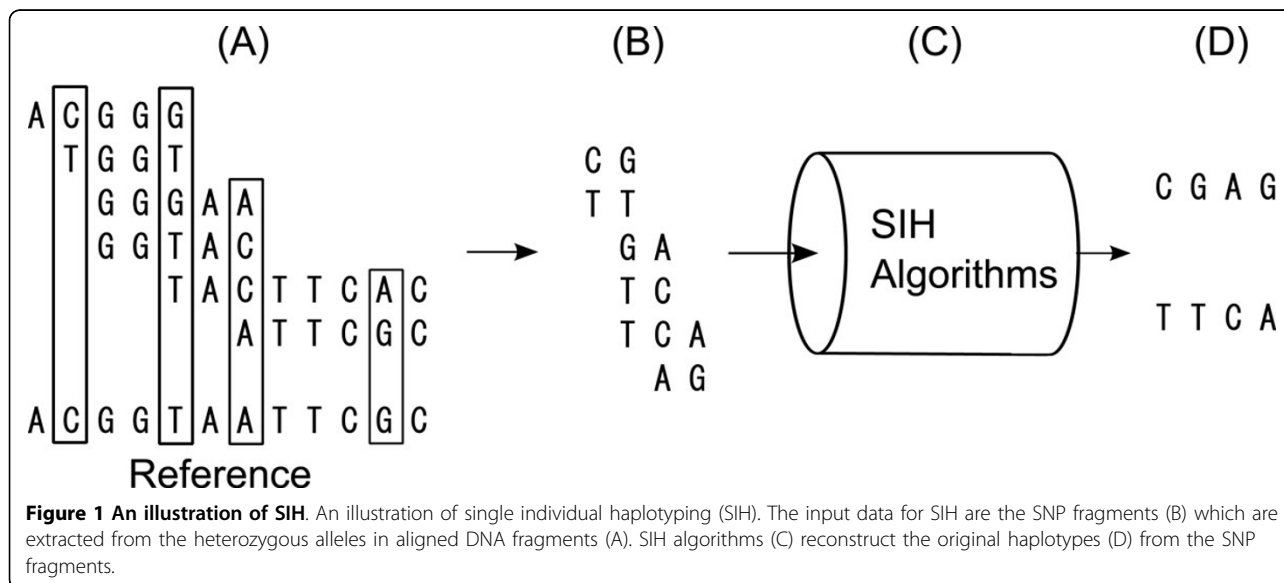 (A) (B) (C) (D)
A C G G G
T G G T
G G G A A
G G T A C
T A C T T C A C
A T T C G C
A C G G T A A T T C G C
Reference
C G
T T
G A
T C
T C A
A G
SIH
Algorithms
C G A G
T T C A
Figure 1 An illustration of SIH. An illustration of single individual haplotyping (SIH). The input data for SIH are the SNP fragments (B) which are
extracted from the heterozygous alleles in aligned DNA fragments (A). SIH algorithms (C) reconstruct the original haplotypes (D) from the SNP
fragments.